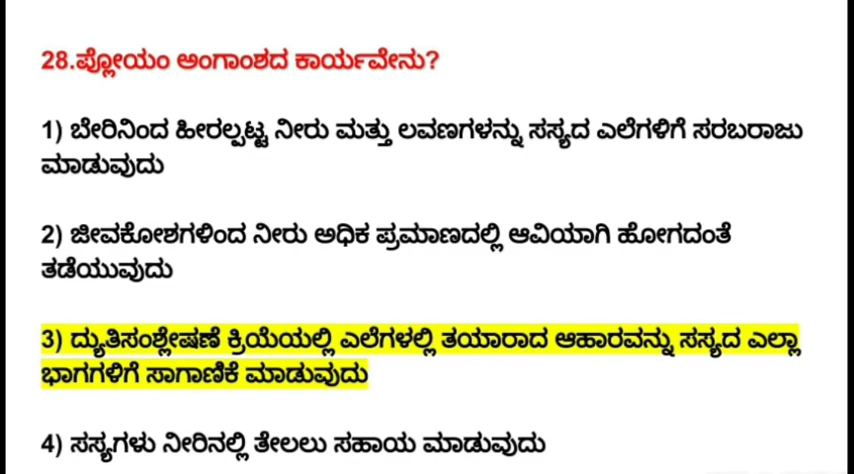 28.ಪ್ಲೋಯಂ ಅಂಗಾಂಶದ ಕಾರ್ಯವೇನು?
1) ಬೇರಿನಿಂದ ಹೀರಲ್ಪಟ್ಟ ನೀರು ಮತ್ತು ಲವಣಗಳನ್ನು ಸಸ್ಯದ ಎಲೆಗಳಿಗೆ ಸರಬರಾಜು
ಮಾಡುವುದು
2) ಜೀವಕೋಶಗಳಿಂದ ನೀರು ಅಧಿಕ ಪ್ರಮಾಣದಲ್ಲಿ ಆವಿಯಾಗಿ ಹೋಗದಂತೆ
ತಡೆಯುವುದು
3) ದ್ಯುತಿಸಂಶ್ಲೇಷಣೆ ಕ್ರಿಯೆಯಲ್ಲಿ ಎಲೆಗಳಲ್ಲಿ ತಯಾರಾದ ಆಹಾರವನ್ನು ಸಸ್ಯದ ಎಲ್ಲಾ
ಭಾಗಗಳಿಗೆ ಸಾಗಾಣಿಕೆ ಮಾಡುವುದು
4) ಸಸ್ಯಗಳು ನೀರಿನಲ್ಲಿ ತೇಲಲು ಸಹಾಯ ಮಾಡುವುದು